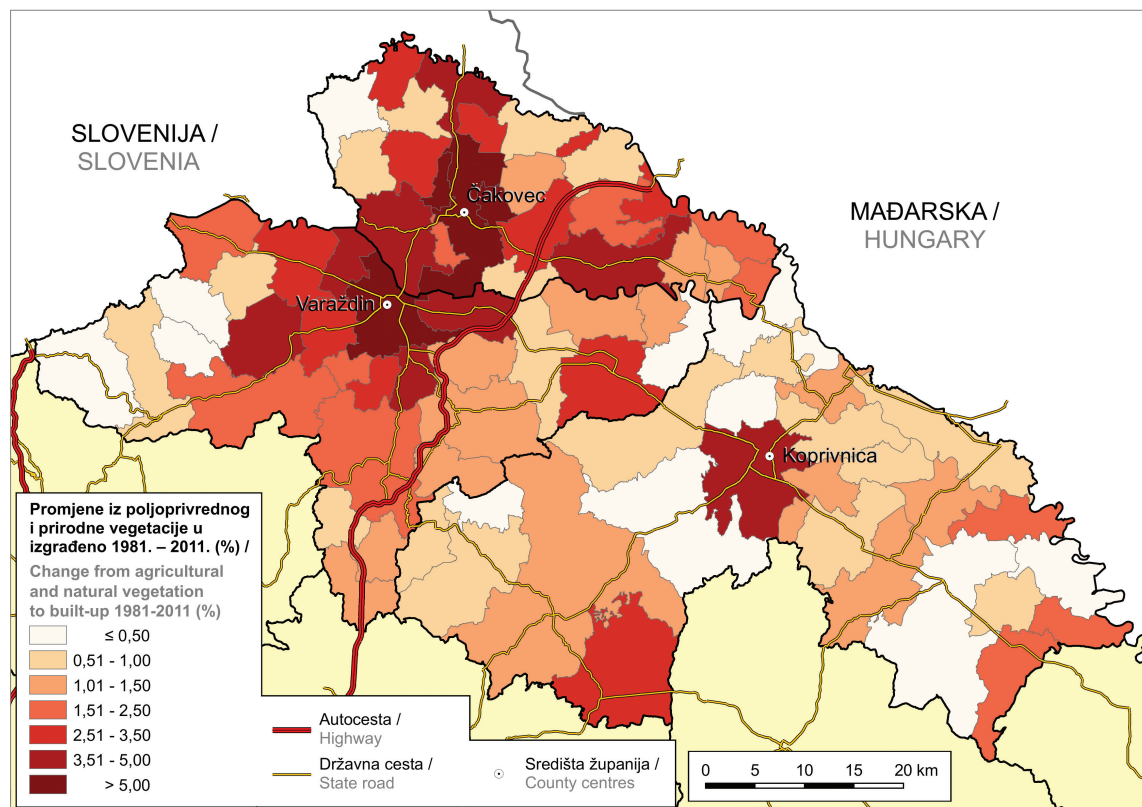 SLOVENIJA /
SLOVENIA
MAĐARSKA /
HUNGARY
Čakovec
Varaždin
Koprivnica
Promjene iz poljoprivrednog
i prirodne vegetacije u
izgrađeno 1981. – 2011. (%) /
Change from agricultural
and natural vegetation
to built-up 1981-2011 (%)
≤ 0,50
0,51 - 1,00
1,01 - 1,50
1,51 - 2,50
2,51 - 3,50
3,51 - 5,00
> 5,00
Autocesta /
Highway
Državna cesta /
State road
Središta županija /
County centres
0 5 10 15 20 km